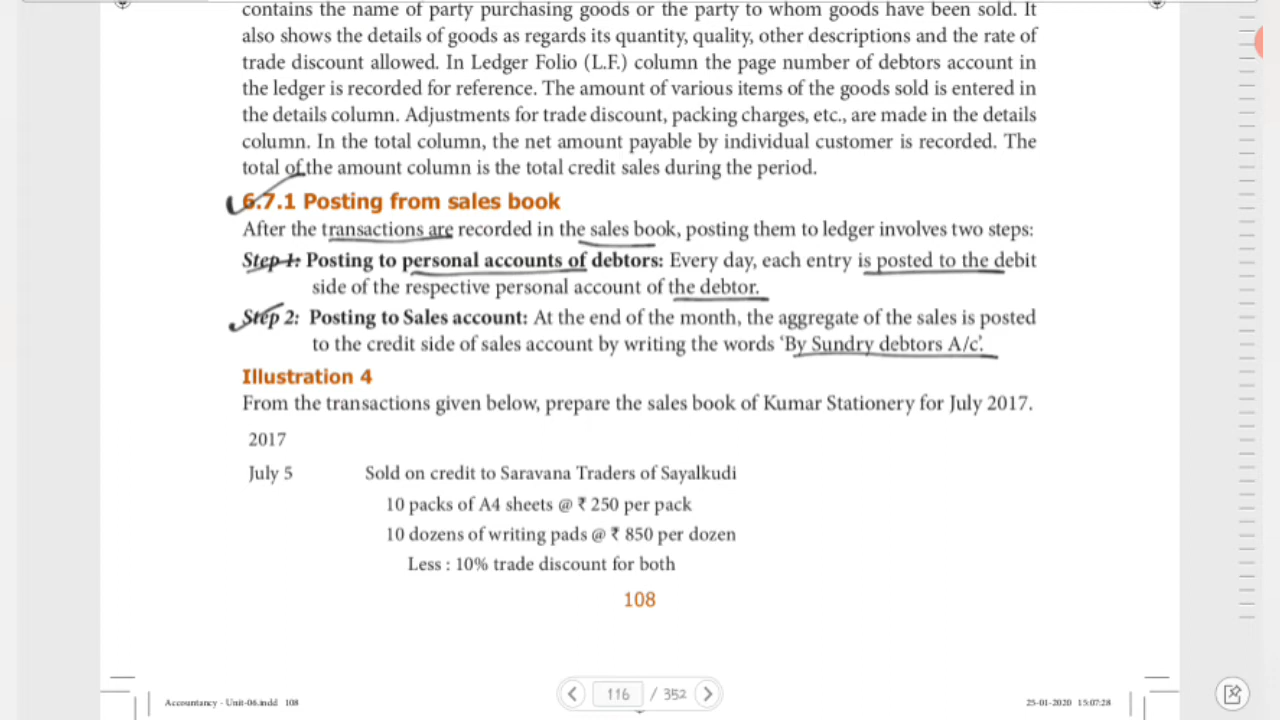 contains the name of party purchasing goods or the party to whom goods have been sold. It
also shows the details of goods as regards its quantity, quality, other descriptions and the rate of
trade discount allowed. In Ledger Folio (L.F.) column the page number of debtors account in
the ledger is recorded for reference. The amount of various items of the goods sold is entered in
the details column. Adjustments for trade discount, packing charges, etc., are made in the details
column. In the total column, the net amount payable by individual customer is recorded. The
total of the amount column is the total credit sales during the period.
6.7.1 Posting from sales book
After the transactions are recorded in the sales book, posting them to ledger involves two steps:
Step 1: Posting to personal accounts of debtors: Every day, each entry is posted to the debit
side of the respective personal account of the debtor.
Step 2: Posting to Sales account: At the end of the month, the aggregate of the sales is posted
to the credit side of sales account by writing the words ‘By Sundry debtors A/c’.
Illustration 4
From the transactions given below, prepare the sales book of Kumar Stationery for July 2017.
2017
July 5 Sold on credit to Saravana Traders of Sayalkudi
10 packs of A4 sheets @ ₹ 250 per pack
10 dozens of writing pads @ ₹ 850 per dozen
Less : 10% trade discount for both
108
116 / 352
Accountancy - Unit-06.indd 108 25-01-2020 15:07:28